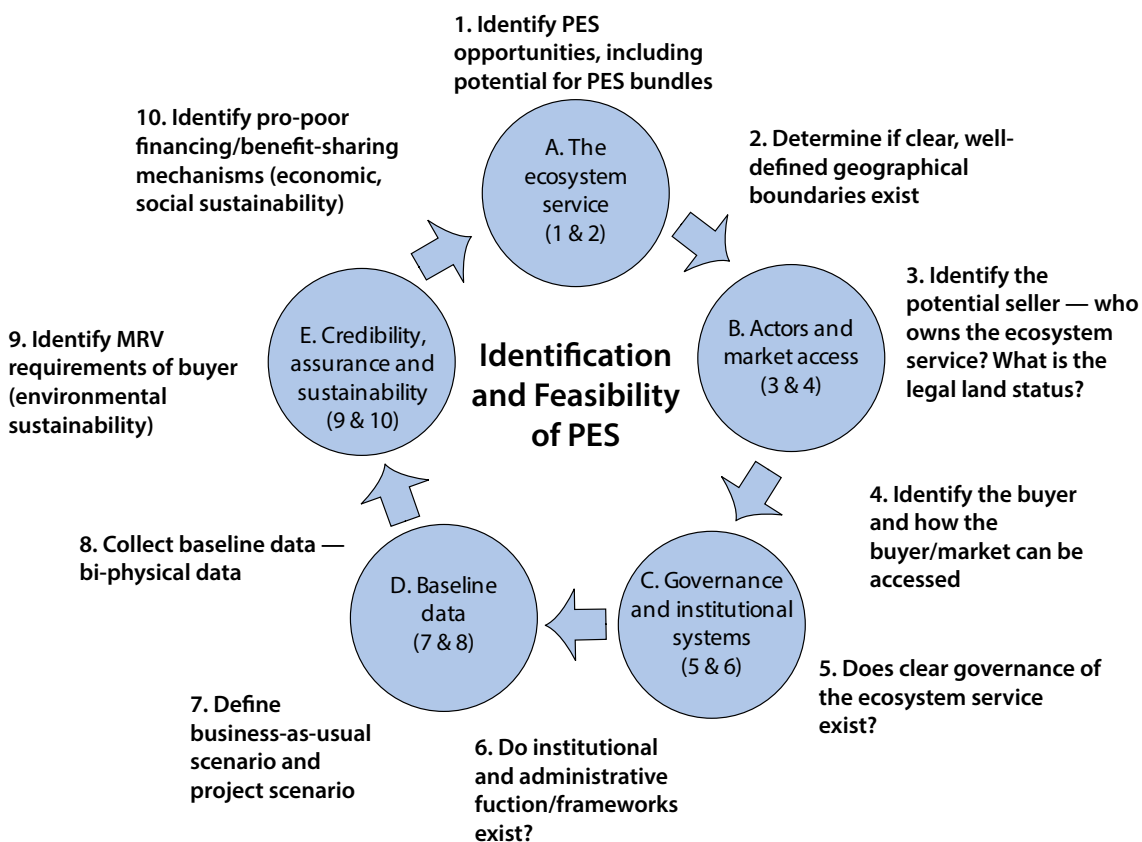 1. Identify PES
opportunities, including
potential for PES bundles
10. Identify pro-poor
financing/benefit-sharing
mechanisms (economic,
social sustainability)
A. The
ecosystem
service
(1 & 2)
2. Determine if clear, well-
defined geographical
boundaries exist
3. Identify the
potential seller — who
owns the ecosystem
service? What is the
legal land status?
B. Actors and
market access
(3 & 4)
9. Identify MRV
requirements of buyer
(environmental
sustainability)
E. Credibility,
assurance and
sustainability
(9 & 10)
Identification
and Feasibility
of PES
4. Identify the buyer
and how the
buyer/market can be
accessed
8. Collect baseline data —
bi-physical data
D. Baseline
data
(7 & 8)
C. Governance
and institutional
systems
(5 & 6)
5. Does clear governance of
the ecosystem service
exist?
7. Define
business-as-usual
scenario and
project scenario
6. Do institutional
and administrative
fuction/frameworks
exist?